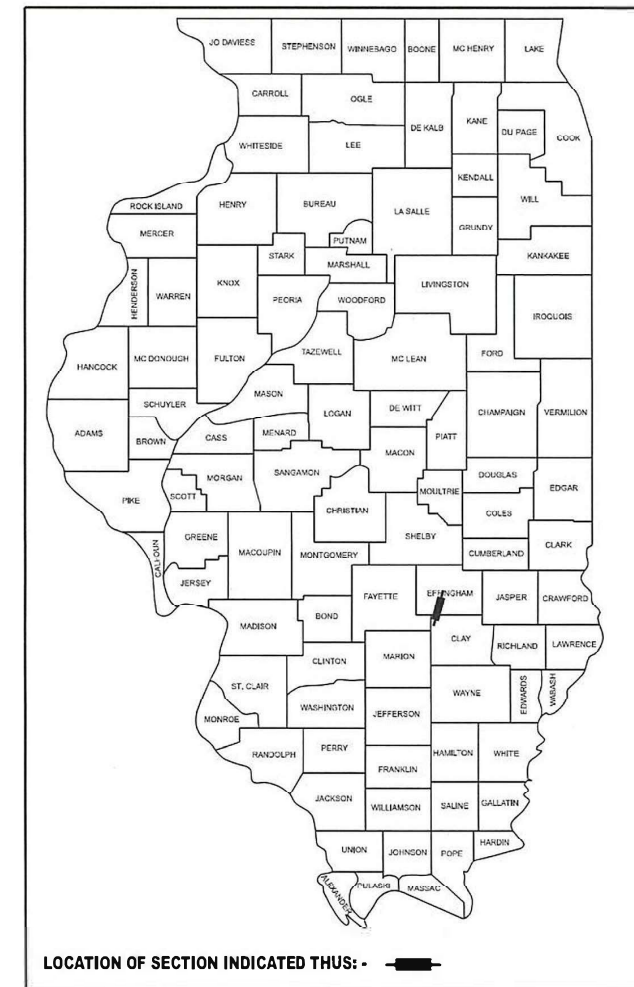 JO DAVIESS
STEPHENSON
WINNEBAGO
BOONE
MC HENRY
LAKE
CARROLL
OGLE
DE KALB
KANE
DU PAGE
COOK
WHITESIDE
LEE
KENDALL
WILL
ROCK ISLAND
HENRY
BUREAU
LA SALLE
GRUNDY
MERCER
PUTNAM
KANKAKEE
STARK
MARSHALL
HENDERSON
WARREN
KNOX
PEORIA
WOODFORD
LIVINGSTON
IROQUOIS
HANCOCK
MC DONOUGH
FULTON
TAZEWELL
MC LEAN
FORD
SCHUYLER
MASON
LOGAN
DE WITT
CHAMPAIGN
VERMILION
ADAMS
BROWN
CASS
MENARD
MACON
PIATT
PIKE
SCOTT
MORGAN
SANGAMON
CHRISTIAN
MOULTRIE
DOUGLAS
EDGAR
COLES
GREENE
MACOUPIN
MONTGOMERY
SHELBY
CUMBERLAND
CLARK
CALHOUN
JERSEY
FAYETTE
EFFINGHAM
JASPER
CRAWFORD
MADISON
BOND
CLAY
RICHLAND
LAWRENCE
CLINTON
MARION
ST. CLAIR
WAYNE
EDWARDS
WABASH
MONROE
WASHINGTON
JEFFERSON
RANDOLPH
PERRY
HAMILTON
WHITE
FRANKLIN
JACKSON
WILLIAMSON
SALINE
GALLATIN
UNION
JOHNSON
POPE
HARDIN
ALEXANDER
PULASKI
MASSAC
LOCATION OF SECTION INDICATED THUS: -